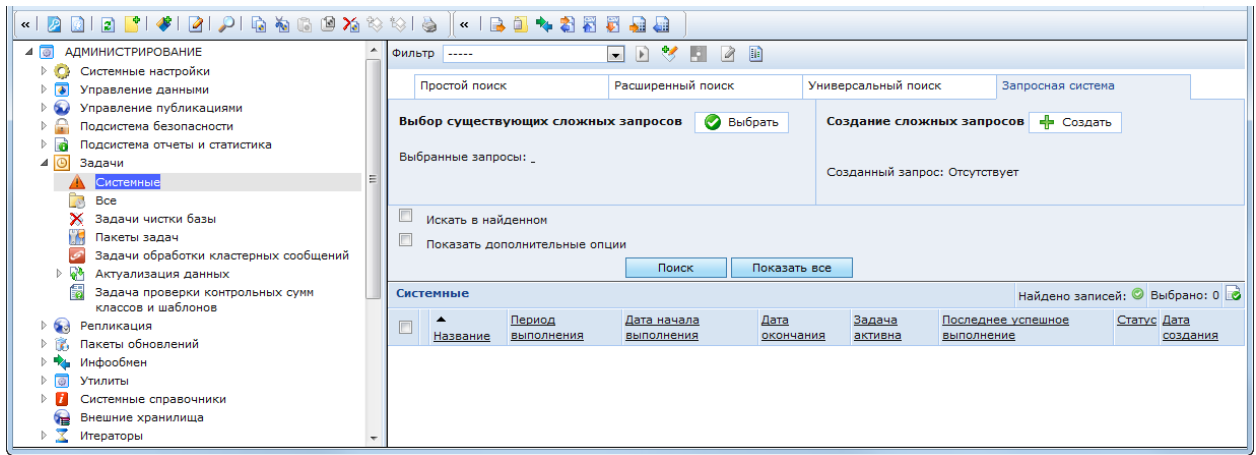 АДМИНИСТРИРОВАНИЕ
Системные настройки
Управление данными
Управление публикациями
Подсистема безопасности
Подсистема отчеты и статистика
Задачи
Системные
Все
Задачи чистки базы
Пакеты задач
Задачи обработки кластерных сообщений
Актуализация данных
Задача проверки контрольных сумм
классов и шаблонов
Репликация
Пакеты обновлений
Инфообмен
Утилиты
Системные справочники
Внешние хранилища
Итераторы
Фильтр -----
Простой поиск Расширенный поиск Универсальный поиск Запросная система
Выбор существующих сложных запросов Выбрать
Выбранные запросы: -
Создание сложных запросов Создать
Созданный запрос: Отсутствует
Искать в найденном
Показать дополнительные опции
Поиск Показать все
Системные Найдено записей: Выбрано: 0
Название Период выполнения Дата начала выполнения Дата окончания Задача активна Последнее успешное выполнение Статус Дата создания